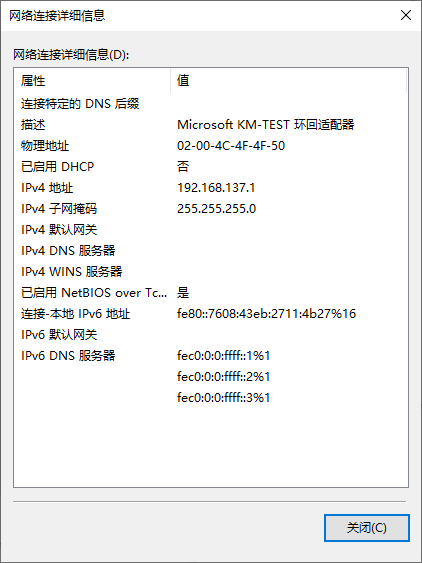 网络连接详细信息
网络连接详细信息(D):
属性 值
连接特定的 DNS 后缀
描述 Microsoft KM-TEST 环回适配器
物理地址 02-00-4C-4F-4F-50
已启用 DHCP 否
IPv4 地址 192.168.137.1
IPv4 子网掩码 255.255.255.0
IPv4 默认网关
IPv4 DNS 服务器
IPv4 WINS 服务器
已启用 NetBIOS over Tc... 是
连接-本地 IPv6 地址 fe80::7608:43eb:2711:4b27%16
IPv6 默认网关
IPv6 DNS 服务器 fec0:0:0:ffff::1%1
fec0:0:0:ffff::2%1
fec0:0:0:ffff::3%1
关闭(C)